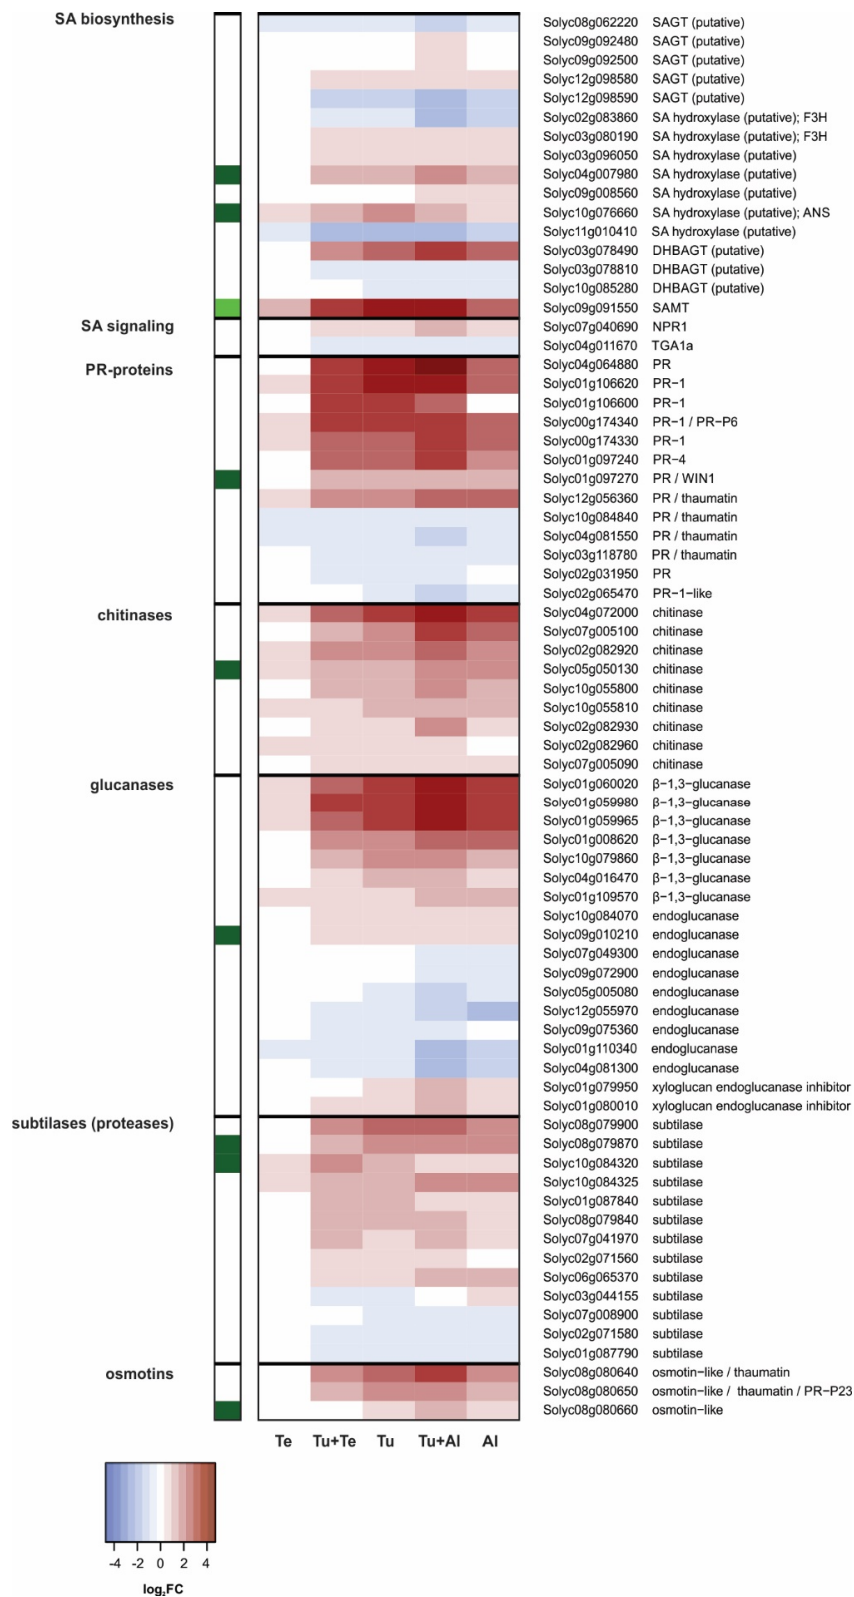 SA biosynthesis
Solyc08g062220 SAGT (putative)
Solyc09g092480 SAGT (putative)
Solyc09g092500 SAGT (putative)
Solyc12g098580 SAGT (putative)
Solyc12g098590 SAGT (putative)
Solyc02g083860 SA hydroxylase (putative); F3H
Solyc03g080190 SA hydroxylase (putative); F3H
Solyc03g096050 SA hydroxylase (putative)
Solyc04g007980 SA hydroxylase (putative)
Solyc09g008560 SA hydroxylase (putative)
Solyc10g076660 SA hydroxylase (putative); ANS
Solyc11g010410 SA hydroxylase (putative)
Solyc03g078490 DHBAGT (putative)
Solyc03g078810 DHBAGT (putative)
Solyc10g085280 DHBAGT (putative)
Solyc09g091550 SAMT
SA signaling
Solyc07g040690 NPR1
Solyc04g011670 TGA1a
PR-proteins
Solyc04g064880 PR
Solyc01g106620 PR−1
Solyc01g106600 PR−1
Solyc00g174340 PR−1 / PR−P6
Solyc00g174330 PR−1
Solyc01g097240 PR−4
Solyc01g097270 PR / WIN1
Solyc12g056360 PR / thaumatin
Solyc10g084840 PR / thaumatin
Solyc04g081550 PR / thaumatin
Solyc03g118780 PR / thaumatin
Solyc02g031950 PR
Solyc02g065470 PR−1−like
chitinases
Solyc04g072000 chitinase
Solyc07g005100 chitinase
Solyc02g082920 chitinase
Solyc05g050130 chitinase
Solyc10g055800 chitinase
Solyc10g055810 chitinase
Solyc02g082930 chitinase
Solyc02g082960 chitinase
Solyc07g005090 chitinase
glucanases
Solyc01g060020 β−1,3−glucanase
Solyc01g059980 β−1,3−glucanase
Solyc01g059965 β−1,3−glucanase
Solyc01g008620 β−1,3−glucanase
Solyc10g079860 β−1,3−glucanase
Solyc04g016470 β−1,3−glucanase
Solyc01g109570 β−1,3−glucanase
Solyc10g084070 endoglucanase
Solyc09g010210 endoglucanase
Solyc07g049300 endoglucanase
Solyc09g072900 endoglucanase
Solyc05g005080 endoglucanase
Solyc12g055970 endoglucanase
Solyc09g075360 endoglucanase
Solyc01g110340 endoglucanase
Solyc04g081300 endoglucanase
Solyc01g079950 xyloglucan endoglucanase inhibitor
Solyc01g080010 xyloglucan endoglucanase inhibitor
subtilases (proteases)
Solyc08g079900 subtilase
Solyc08g079870 subtilase
Solyc10g084320 subtilase
Solyc10g084325 subtilase
Solyc01g087840 subtilase
Solyc08g079840 subtilase
Solyc07g041970 subtilase
Solyc02g071560 subtilase
Solyc06g065370 subtilase
Solyc03g044155 subtilase
Solyc07g008900 subtilase
Solyc02g071580 subtilase
Solyc01g087790 subtilase
osmotins
Solyc08g080640 osmotin−like / thaumatin
Solyc08g080650 osmotin−like / thaumatin / PR−P23
Solyc08g080660 osmotin−like
Te Tu+Te Tu Tu+Al Al
-4 -2 0 2 4
log₂FC